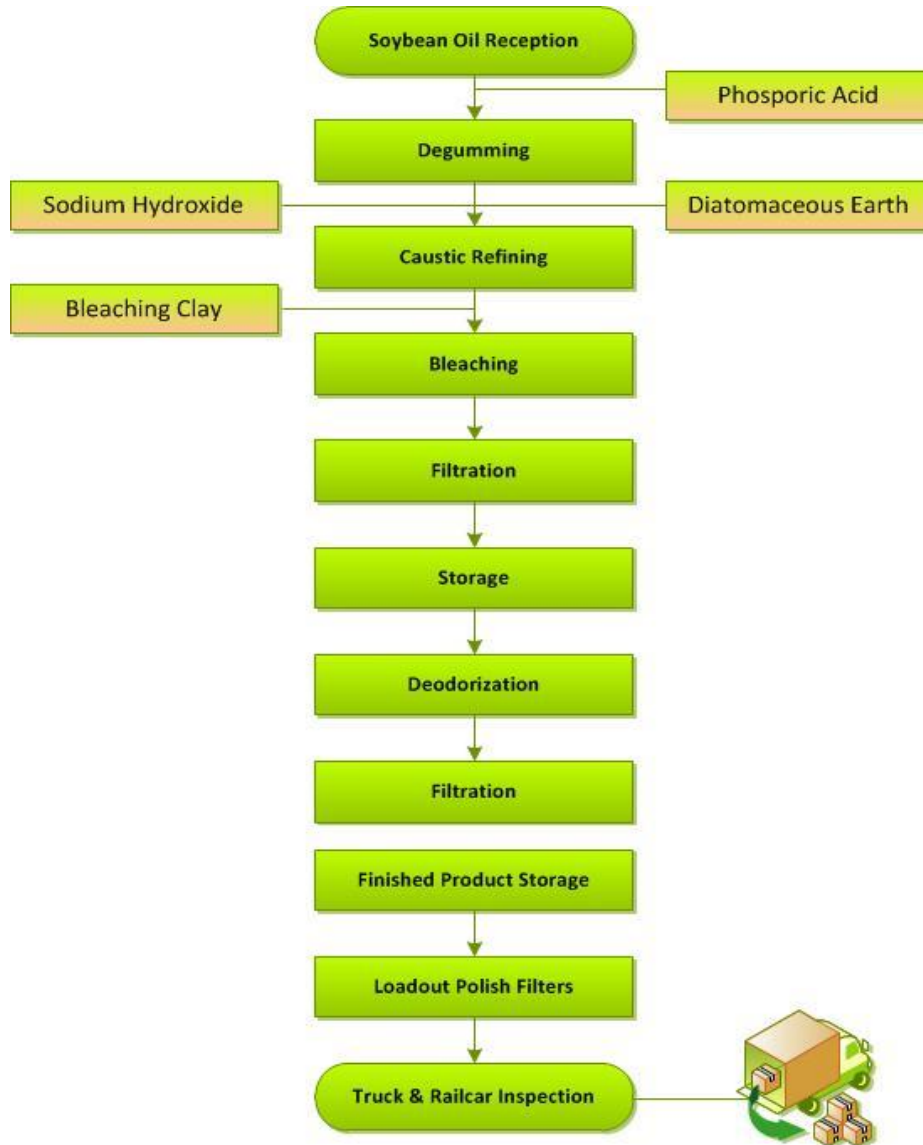 Soybean Oil Reception
Phosporic Acid
Degumming
Sodium Hydroxide
Diatomaceous Earth
Caustic Refining
Bleaching Clay
Bleaching
Filtration
Storage
Deodorization
Filtration
Finished Product Storage
Loadout Polish Filters
Truck & Railcar Inspection